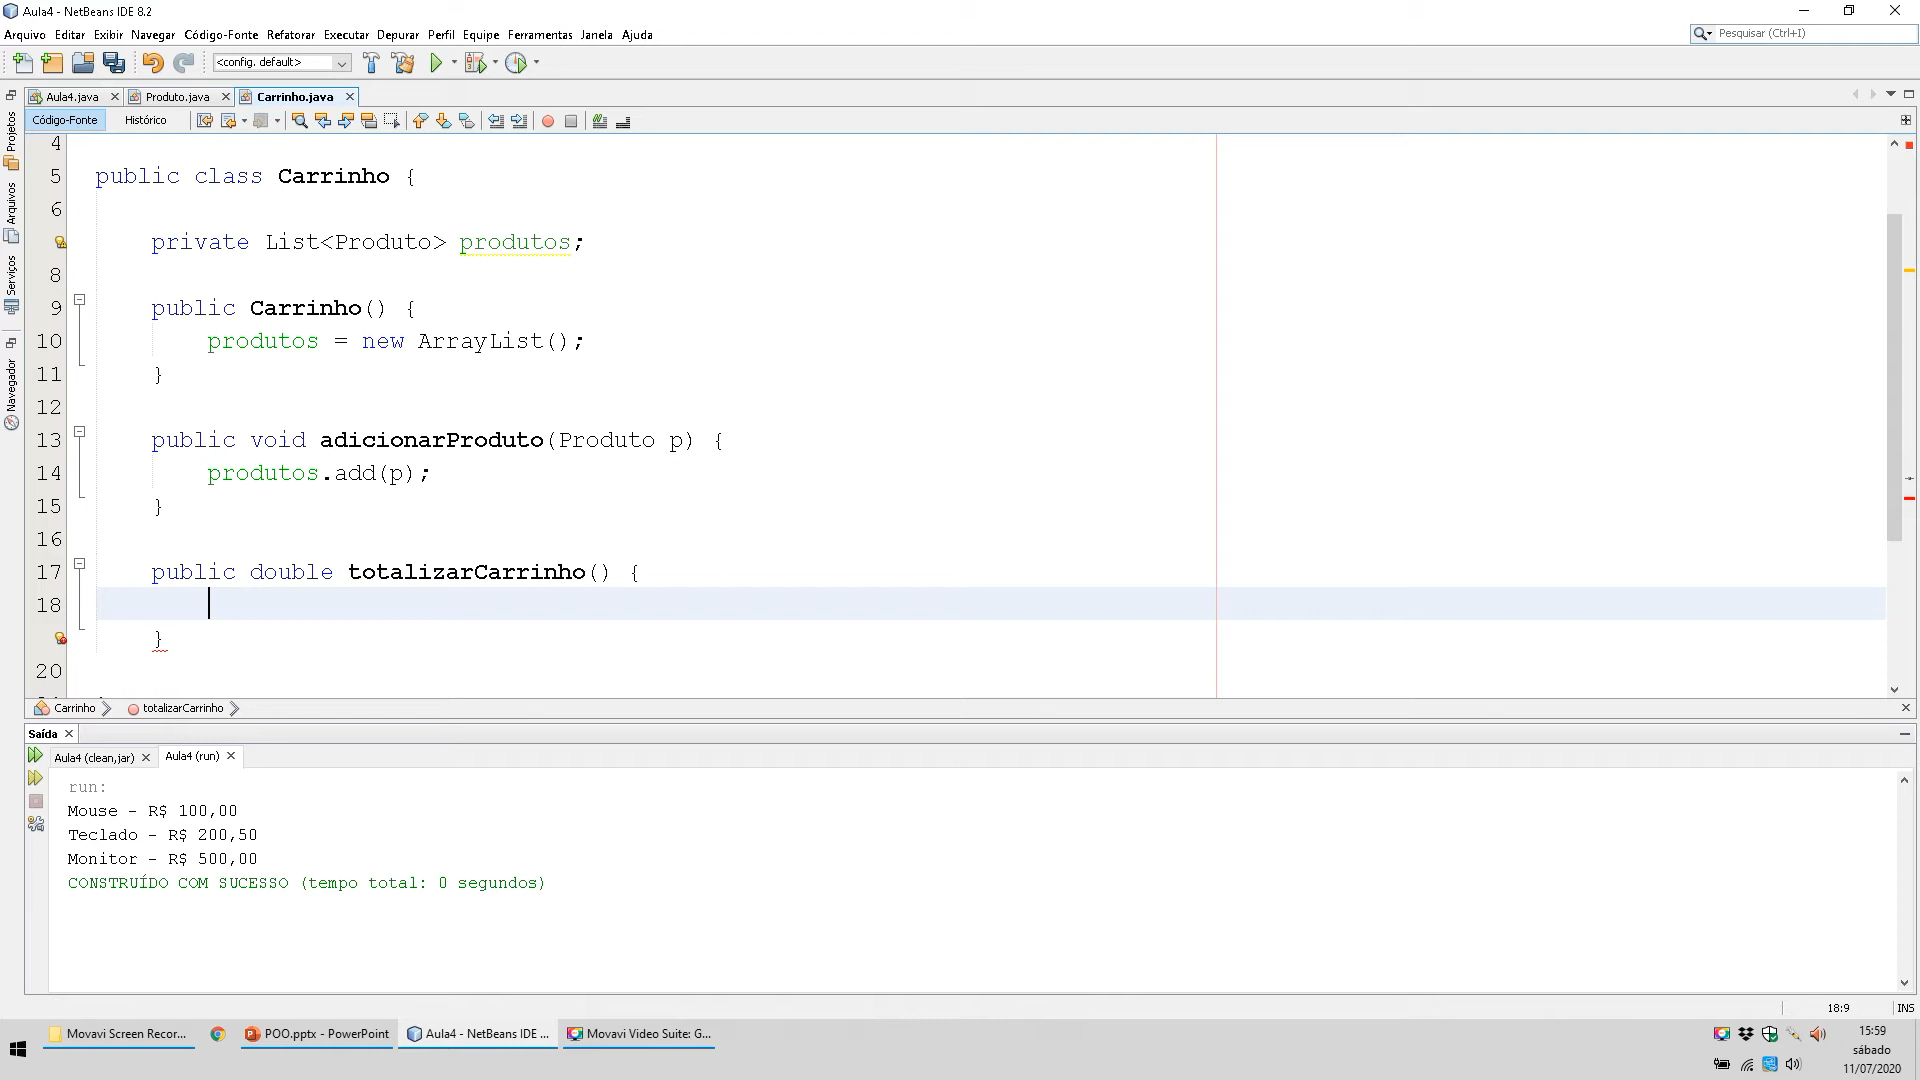 Aula4 - NetBeans IDE 8.2
Arquivo Editar Exibir Navegar Código-Fonte Refatorar Executar Depurar Perfil Equipe Ferramentas Janela Ajuda
Pesquisar (Ctrl+I)
<config. default>
Aula4.java Produto.java Carrinho.java
Código-Fonte Histórico
Projetos
Arquivos
Serviços
Navegador
4
5 public class Carrinho {
6
private List<Produto> produtos;
8
9 public Carrinho() {
10 produtos = new ArrayList();
11 }
12
13 public void adicionarProduto(Produto p) {
14 produtos.add(p);
15 }
16
17 public double totalizarCarrinho() {
18
}
20
Carrinho totalizarCarrinho
Saída
Aula4 (clean,jar) Aula4 (run)
run:
Mouse - R$ 100,00
Teclado - R$ 200,50
Monitor - R$ 500,00
CONSTRUÍDO COM SUCESSO (tempo total: 0 segundos)
18:9 INS
Movavi Screen Recor... POO.pptx - PowerPoint Aula4 - NetBeans IDE ... Movavi Video Suite: G...
15:59
sábado
11/07/2020